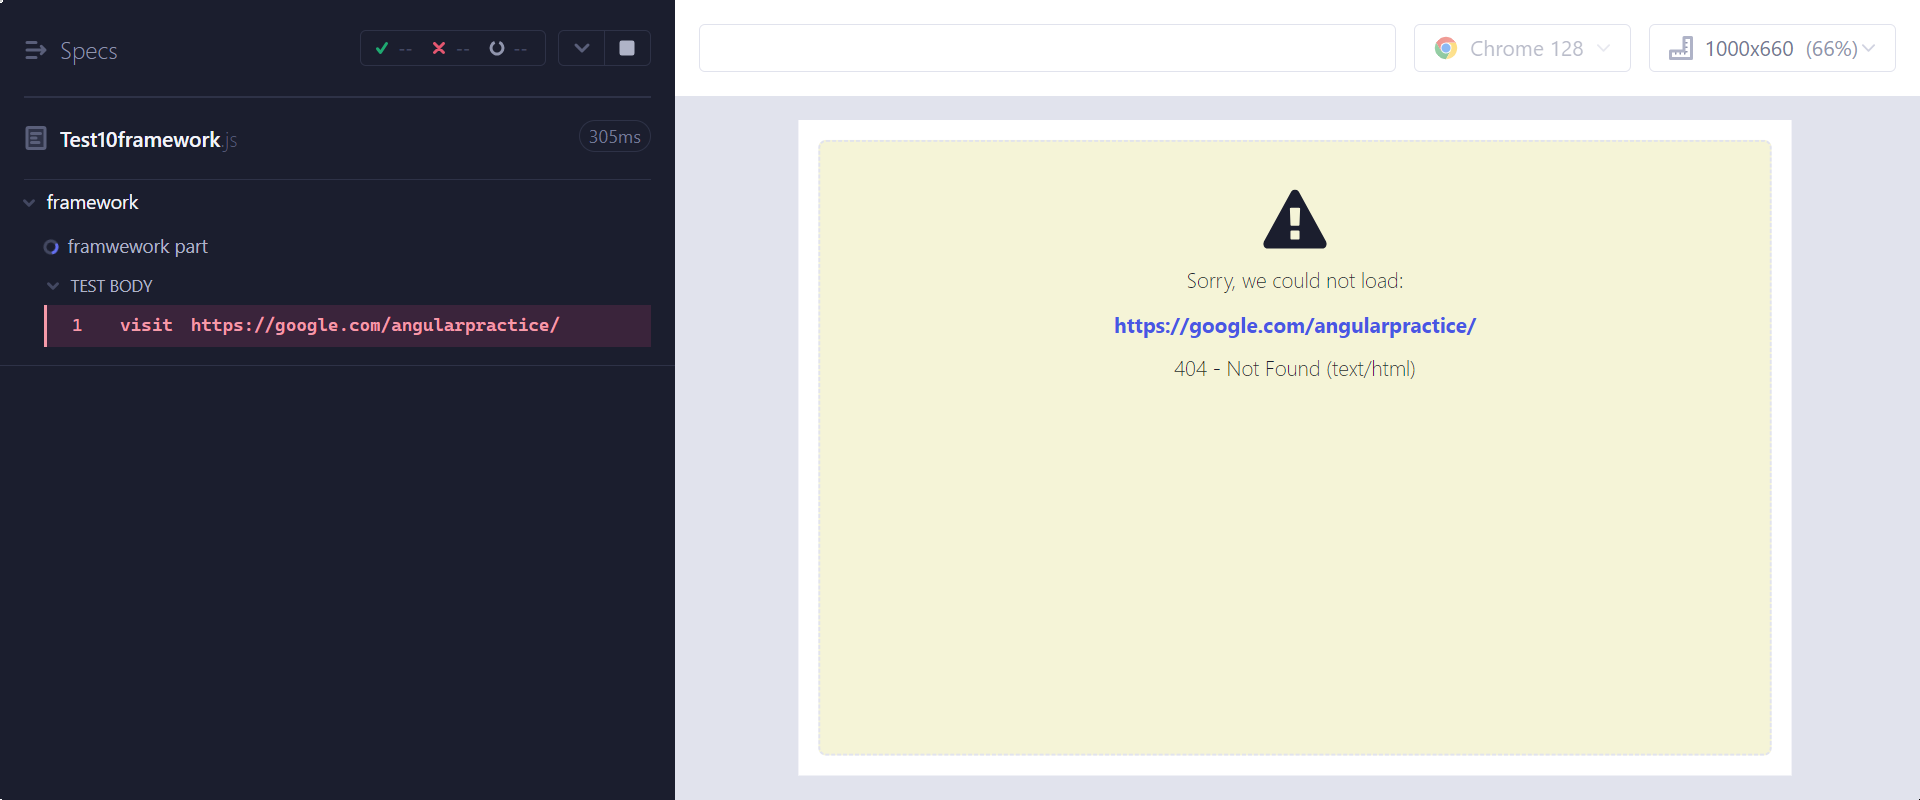 Specs
-- -- --
Test10framework.js
305ms
framework
framwework part
TEST BODY
1 visit https://google.com/angularpractice/
Chrome 128
1000x660 (66%)
Sorry, we could not load:
https://google.com/angularpractice/
404 - Not Found (text/html)